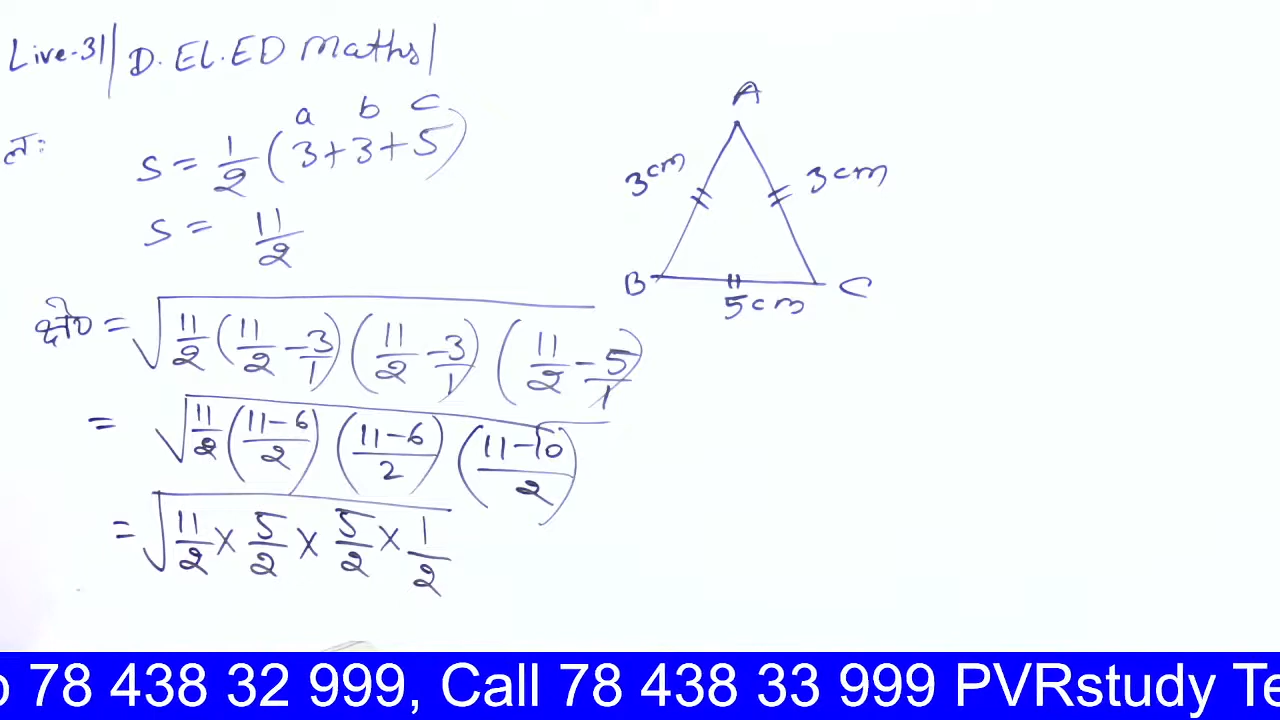 Live-31 | D.EL.ED Maths |
a b c
S = 1/2 (3+3+5)
S = 11/2
क्षे० = √(11/2 (11/2 - 3/1) (11/2 - 3/1) (11/2 - 5/1))
= √(11/2 ((11-6)/2) ((11-6)/2) ((11-10)/2))
= √(11/2 × 5/2 × 5/2 × 1/2)
A
3cm 3cm
B C
5cm
78 438 32 999, Call 78 438 33 999 PVRstudy